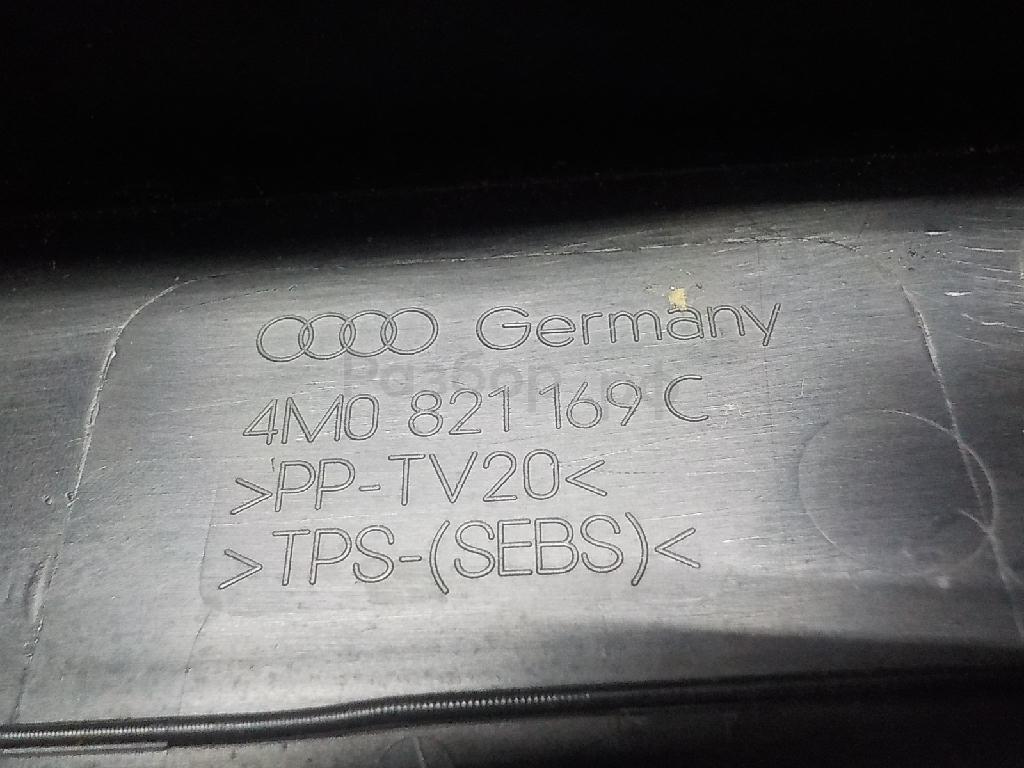 Germany
4M0 821 169 C
>PP-TV20<
>TPS-(SEBS)<